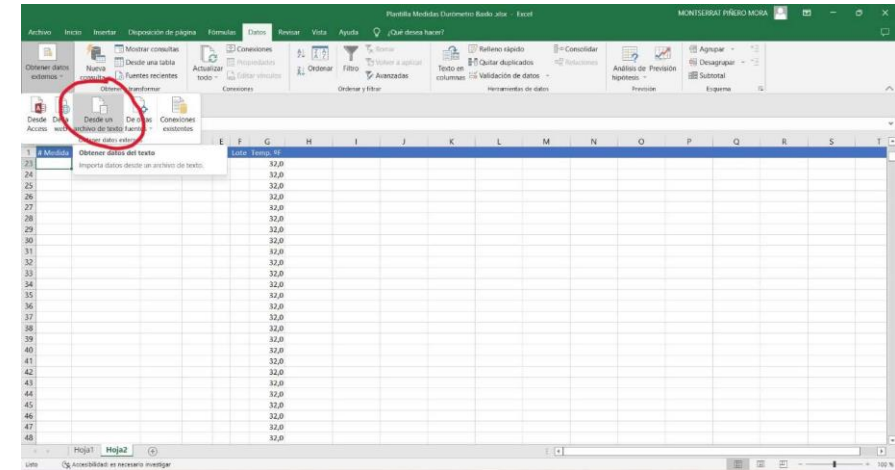 Plantilla Medidas Durómetro Baxlo .xlsx - Excel
MONTSERRAT PIÑERO MORA
Archivo Inicio Insertar Disposición de página Fórmulas Datos Revisar Vista Ayuda ¿Qué desea hacer?
Obtener datos externos
Nueva consulta
Mostrar consultas
Desde una tabla
Fuentes recientes
Obtener y transformar
Actualizar todo
Conexiones
Propiedades
Editar vínculos
Conexiones
Ordenar
Filtro
Borrar
Volver a aplicar
Avanzadas
Ordenar y filtrar
Texto en columnas
Relleno rápido
Quitar duplicados
Validación de datos
Consolidar
Relaciones
Herramientas de datos
Análisis de hipótesis
Previsión
Previsión
Agrupar
Desagrupar
Subtotal
Esquema
Desde Access
Desde un archivo de texto
De otras fuentes
Conexiones existentes
Obtener datos externos
Obtener datos del texto
Importa datos desde un archivo de texto.
E F G H I J K L M N O P Q R S T
1 # Medida Lote Temp. ºF
23 32,0
24 32,0
25 32,0
26 32,0
27 32,0
28 32,0
29 32,0
30 32,0
31 32,0
32 32,0
33 32,0
34 32,0
35 32,0
36 32,0
37 32,0
38 32,0
39 32,0
40 32,0
41 32,0
42 32,0
43 32,0
44 32,0
45 32,0
46 32,0
47 32,0
48 32,0
Hoja1 Hoja2
Listo Accesibilidad: es necesario investigar
100 %